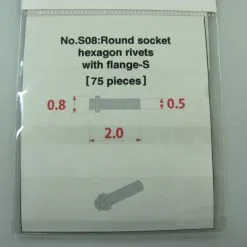 No.S08:Round socket
hexagon rivets
with flange-S
[75 pieces]
0.8
0.5
2.0